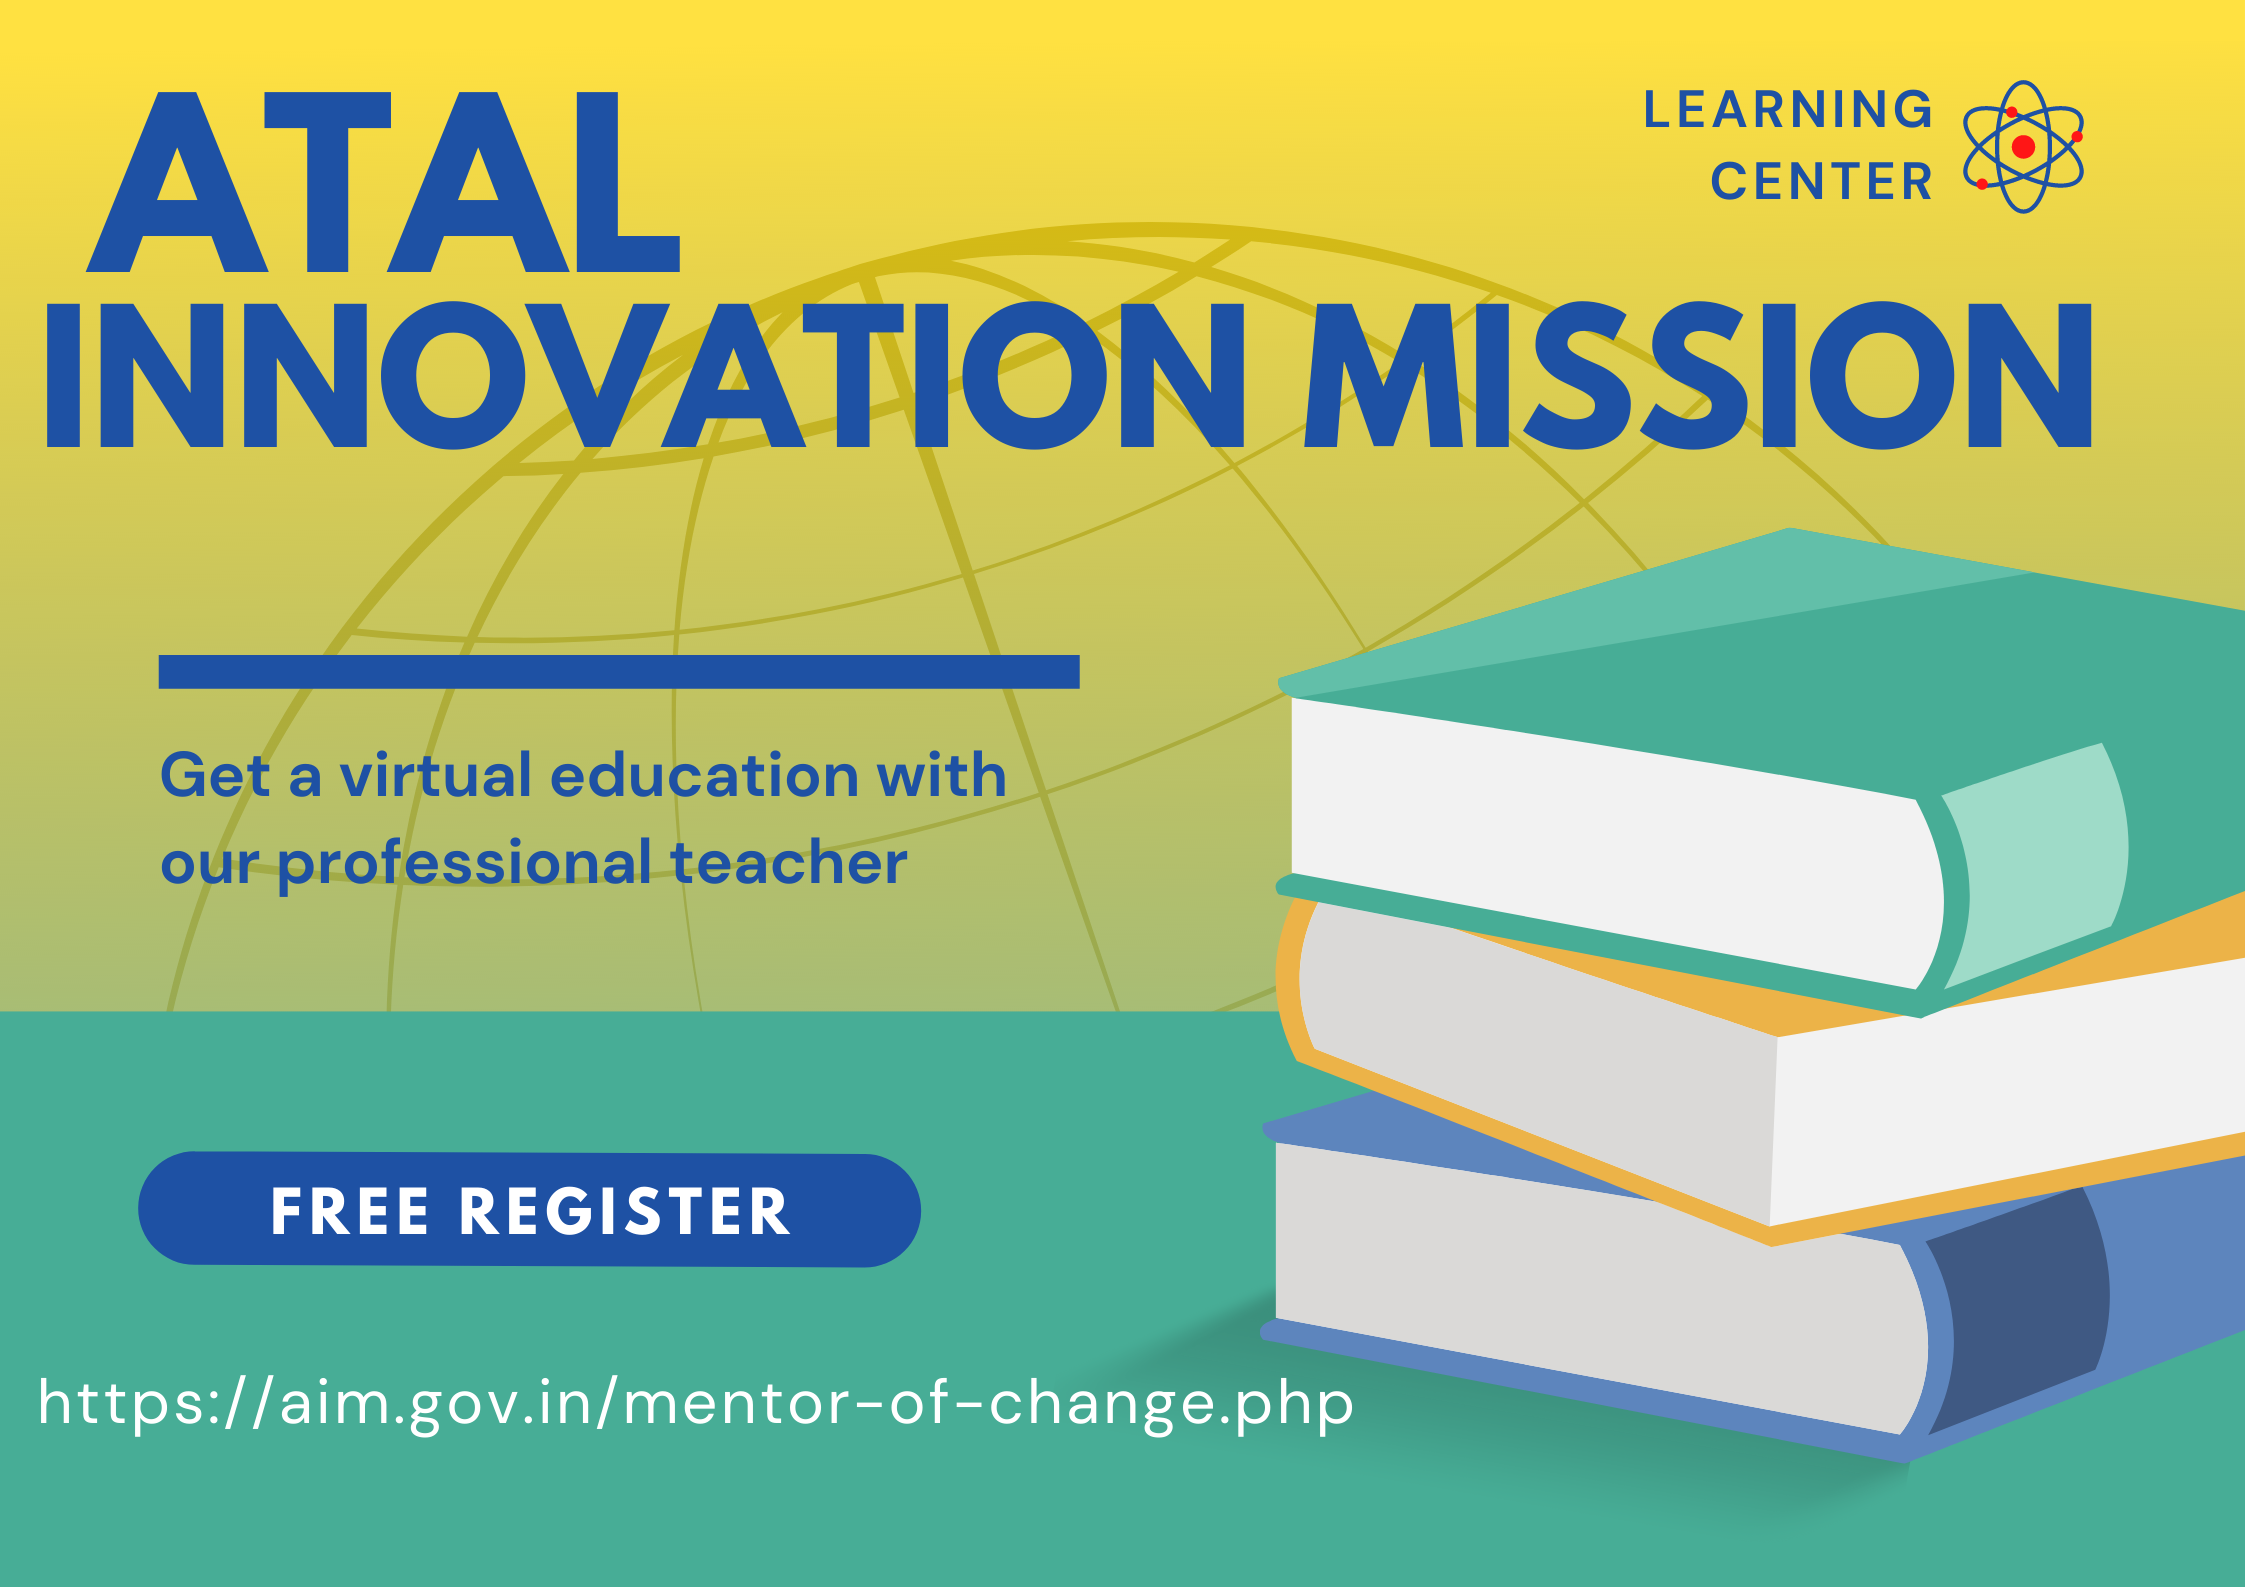 ATAL
INNOVATION MISSION
LEARNING
CENTER
Get a virtual education with
our professional teacher
FREE REGISTER
https://aim.gov.in/mentor-of-change.php